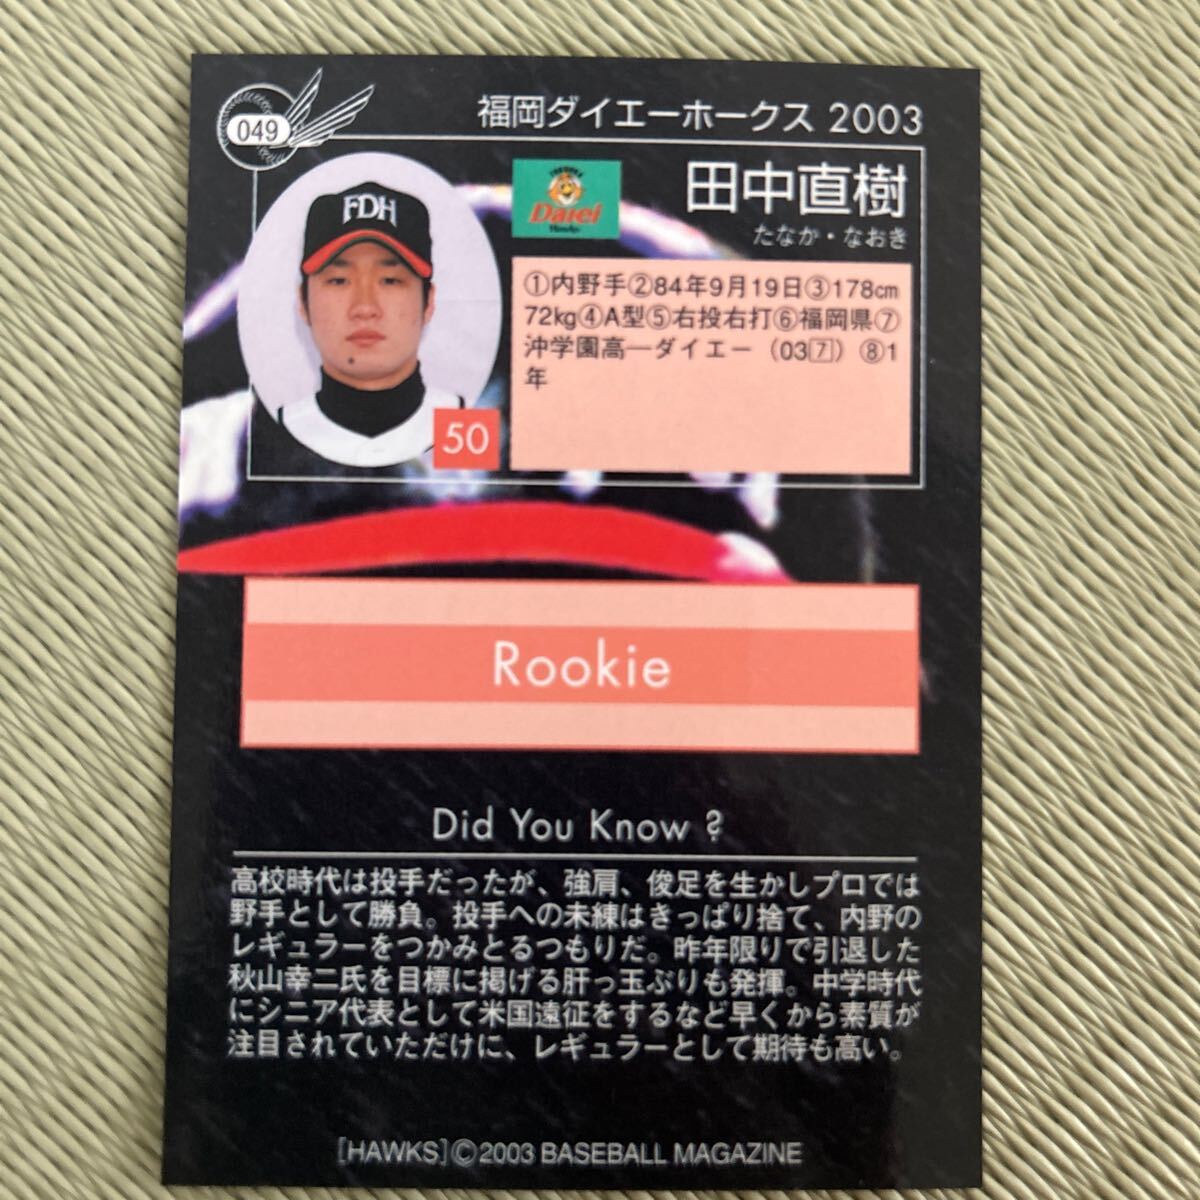 049
福岡ダイエーホークス 2003
FDH
Daiei
Hawks
田中直樹
たなか・なおき
①内野手②84年9月19日③178cm
72kg④A型⑤右投右打⑥福岡県⑦
沖学園高―ダイエー（03[7]）⑧1
年
50
Rookie
Did You Know ?
高校時代は投手だったが、強肩、俊足を生かしプロでは
野手として勝負。投手への未練はきっぱり捨て、内野の
レギュラーをつかみとるつもりだ。昨年限りで引退した
秋山幸二氏を目標に掲げる肝っ玉ぶりも発揮。中学時代
にシニア代表として米国遠征をするなど早くから素質が
注目されていただけに、レギュラーとして期待も高い。
[HAWKS]©2003 BASEBALL MAGAZINE